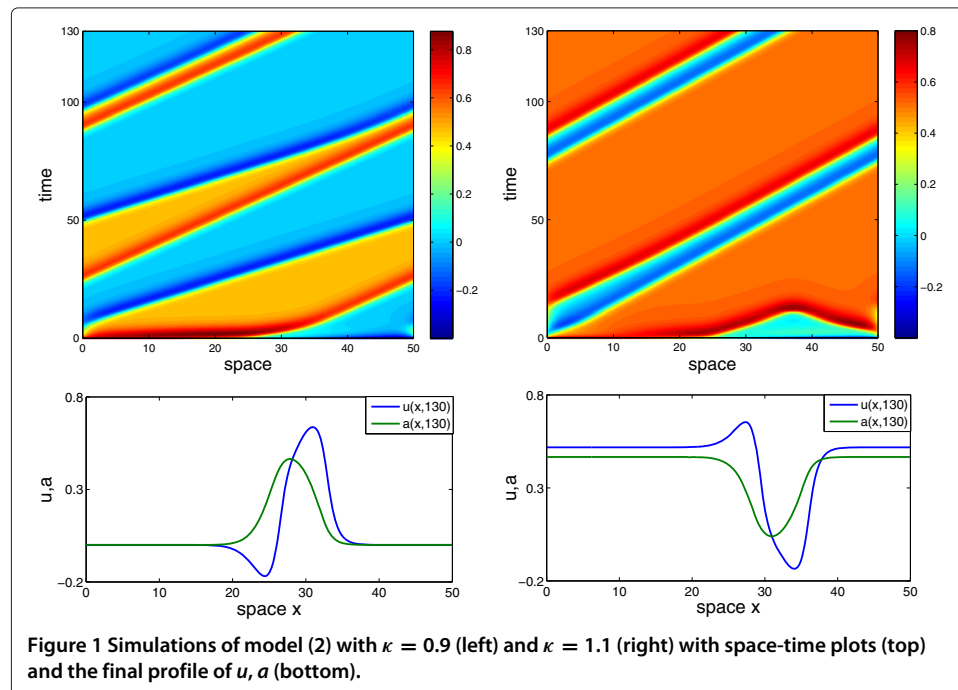 130
100
50
0
time
0 10 20 30 40 50
space
0.8
0.6
0.4
0.2
0
−0.2
130
100
50
0
time
0 10 20 30 40 50
space
0.8
0.6
0.4
0.2
0
−0.2
0.8
0.3
−0.2
u,a
0 10 20 30 40 50
space x
u(x,130)
a(x,130)
0.8
0.3
−0.2
u,a
0 10 20 30 40 50
space x
u(x,130)
a(x,130)
Figure 1 Simulations of model (2) with κ = 0.9 (left) and κ = 1.1 (right) with space-time plots (top)
and the final profile of u, a (bottom).